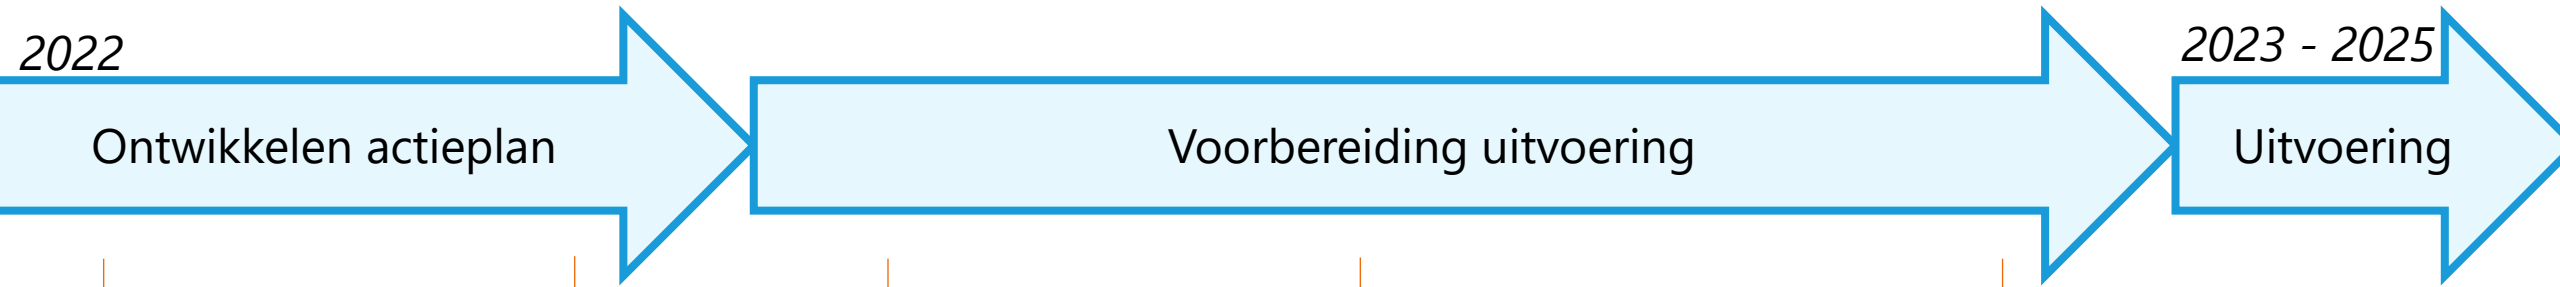 2022
2023 - 2025
Ontwikkelen actieplan
Voorbereiding uitvoering
Uitvoering